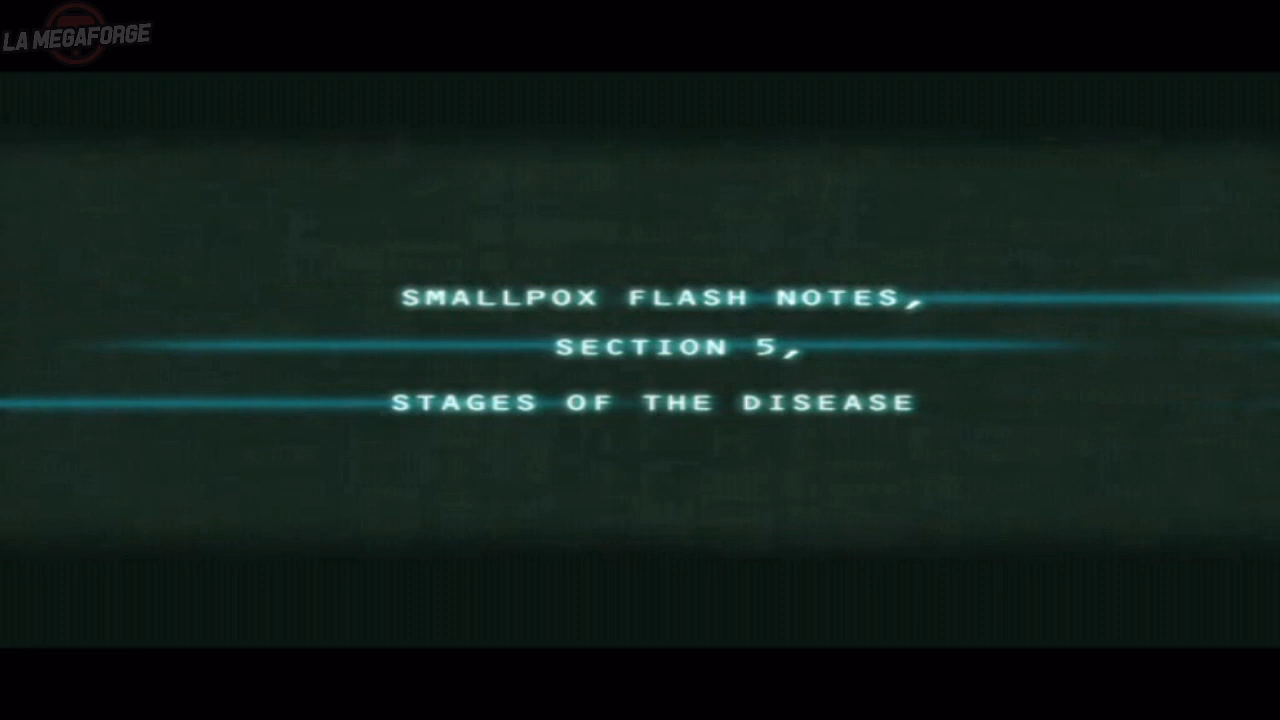 LA MEGAFORGE
SMALLPOX FLASH NOTES,
SECTION 5,
STAGES OF THE DISEASE